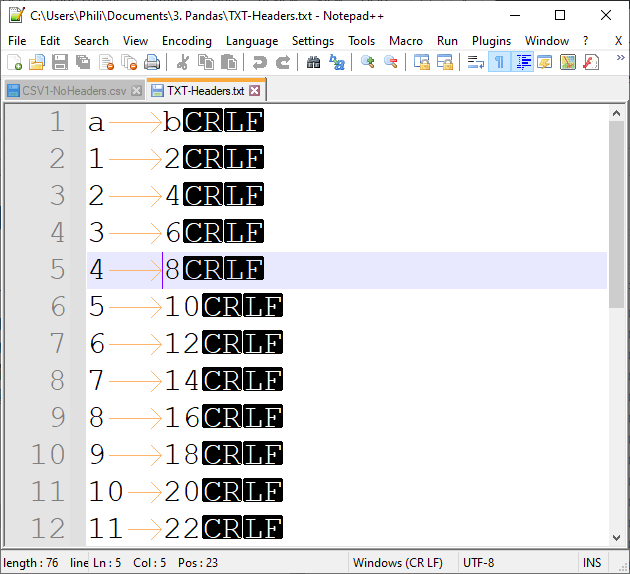 C:\Users\Phili\Documents\3. Pandas\TXT-Headers.txt - Notepad++
File Edit Search View Encoding Language Settings Tools Macro Run Plugins Window ? X
CSV1-NoHeaders.csv TXT-Headers.txt
1 a→bCRLF
2 1→2CRLF
3 2→4CRLF
4 3→6CRLF
5 4→8CRLF
6 5→10CRLF
7 6→12CRLF
8 7→14CRLF
9 8→16CRLF
10 9→18CRLF
11 10→20CRLF
12 11→22CRLF
length : 76 line Ln : 5 Col : 5 Pos : 23 Windows (CR LF) UTF-8 INS